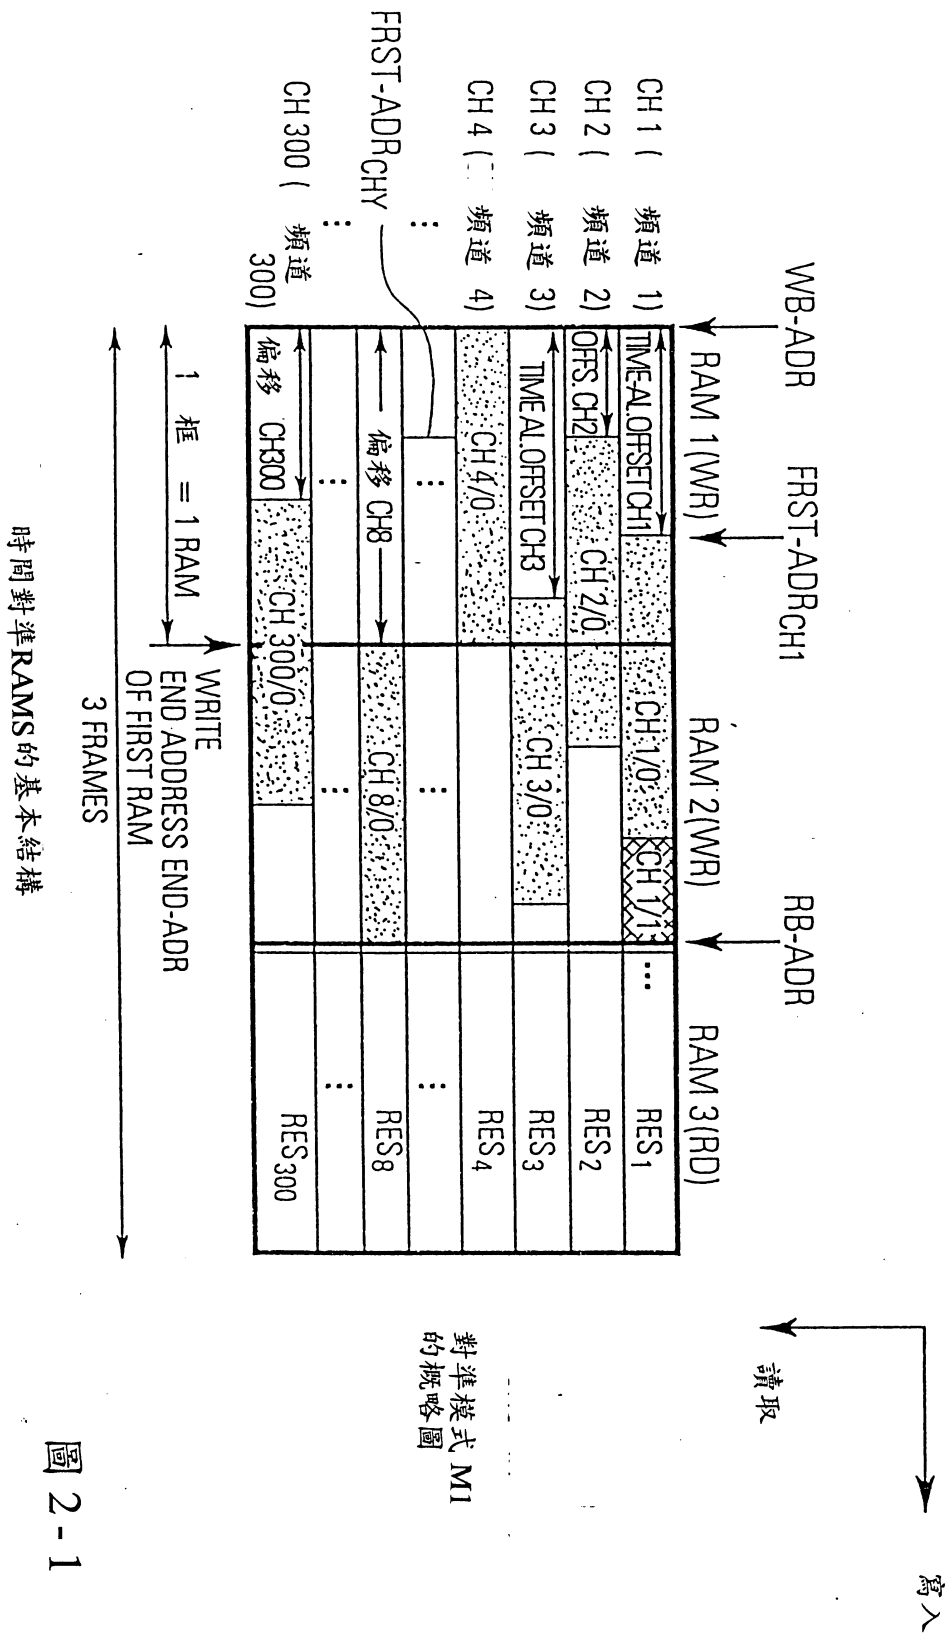 寫入
讀取
WB-ADR
FRST-ADRCH1
RB-ADR
RAM 1(WR)
RAM 2(WR)
RAM 3(RD)
CH 1 ( 頻道 1)
TIME-AL.OFFSET CH1
CH 1/0
CH 1/1
...
RES1
CH 2 ( 頻道 2)
OFFS. CH2
CH 2/0
RES2
CH 3 ( 頻道 3)
TIME AL.OFFSET CH3
CH 3/0
RES3
CH 4 ( 頻道 4)
CH 4/0
RES4
...
...
...
...
FRST-ADRCHY
偏移 CH8
CH 8/0
RES8
...
...
...
...
CH 300 ( 頻道 300)
偏移 CH300
CH 300/0
RES300
1 框 = 1 RAM
WRITE
END ADDRESS END-ADR
OF FIRST RAM
3 FRAMES
時間對準RAMS的基本結構
對準模式 M1
的概略圖
圖 2-1